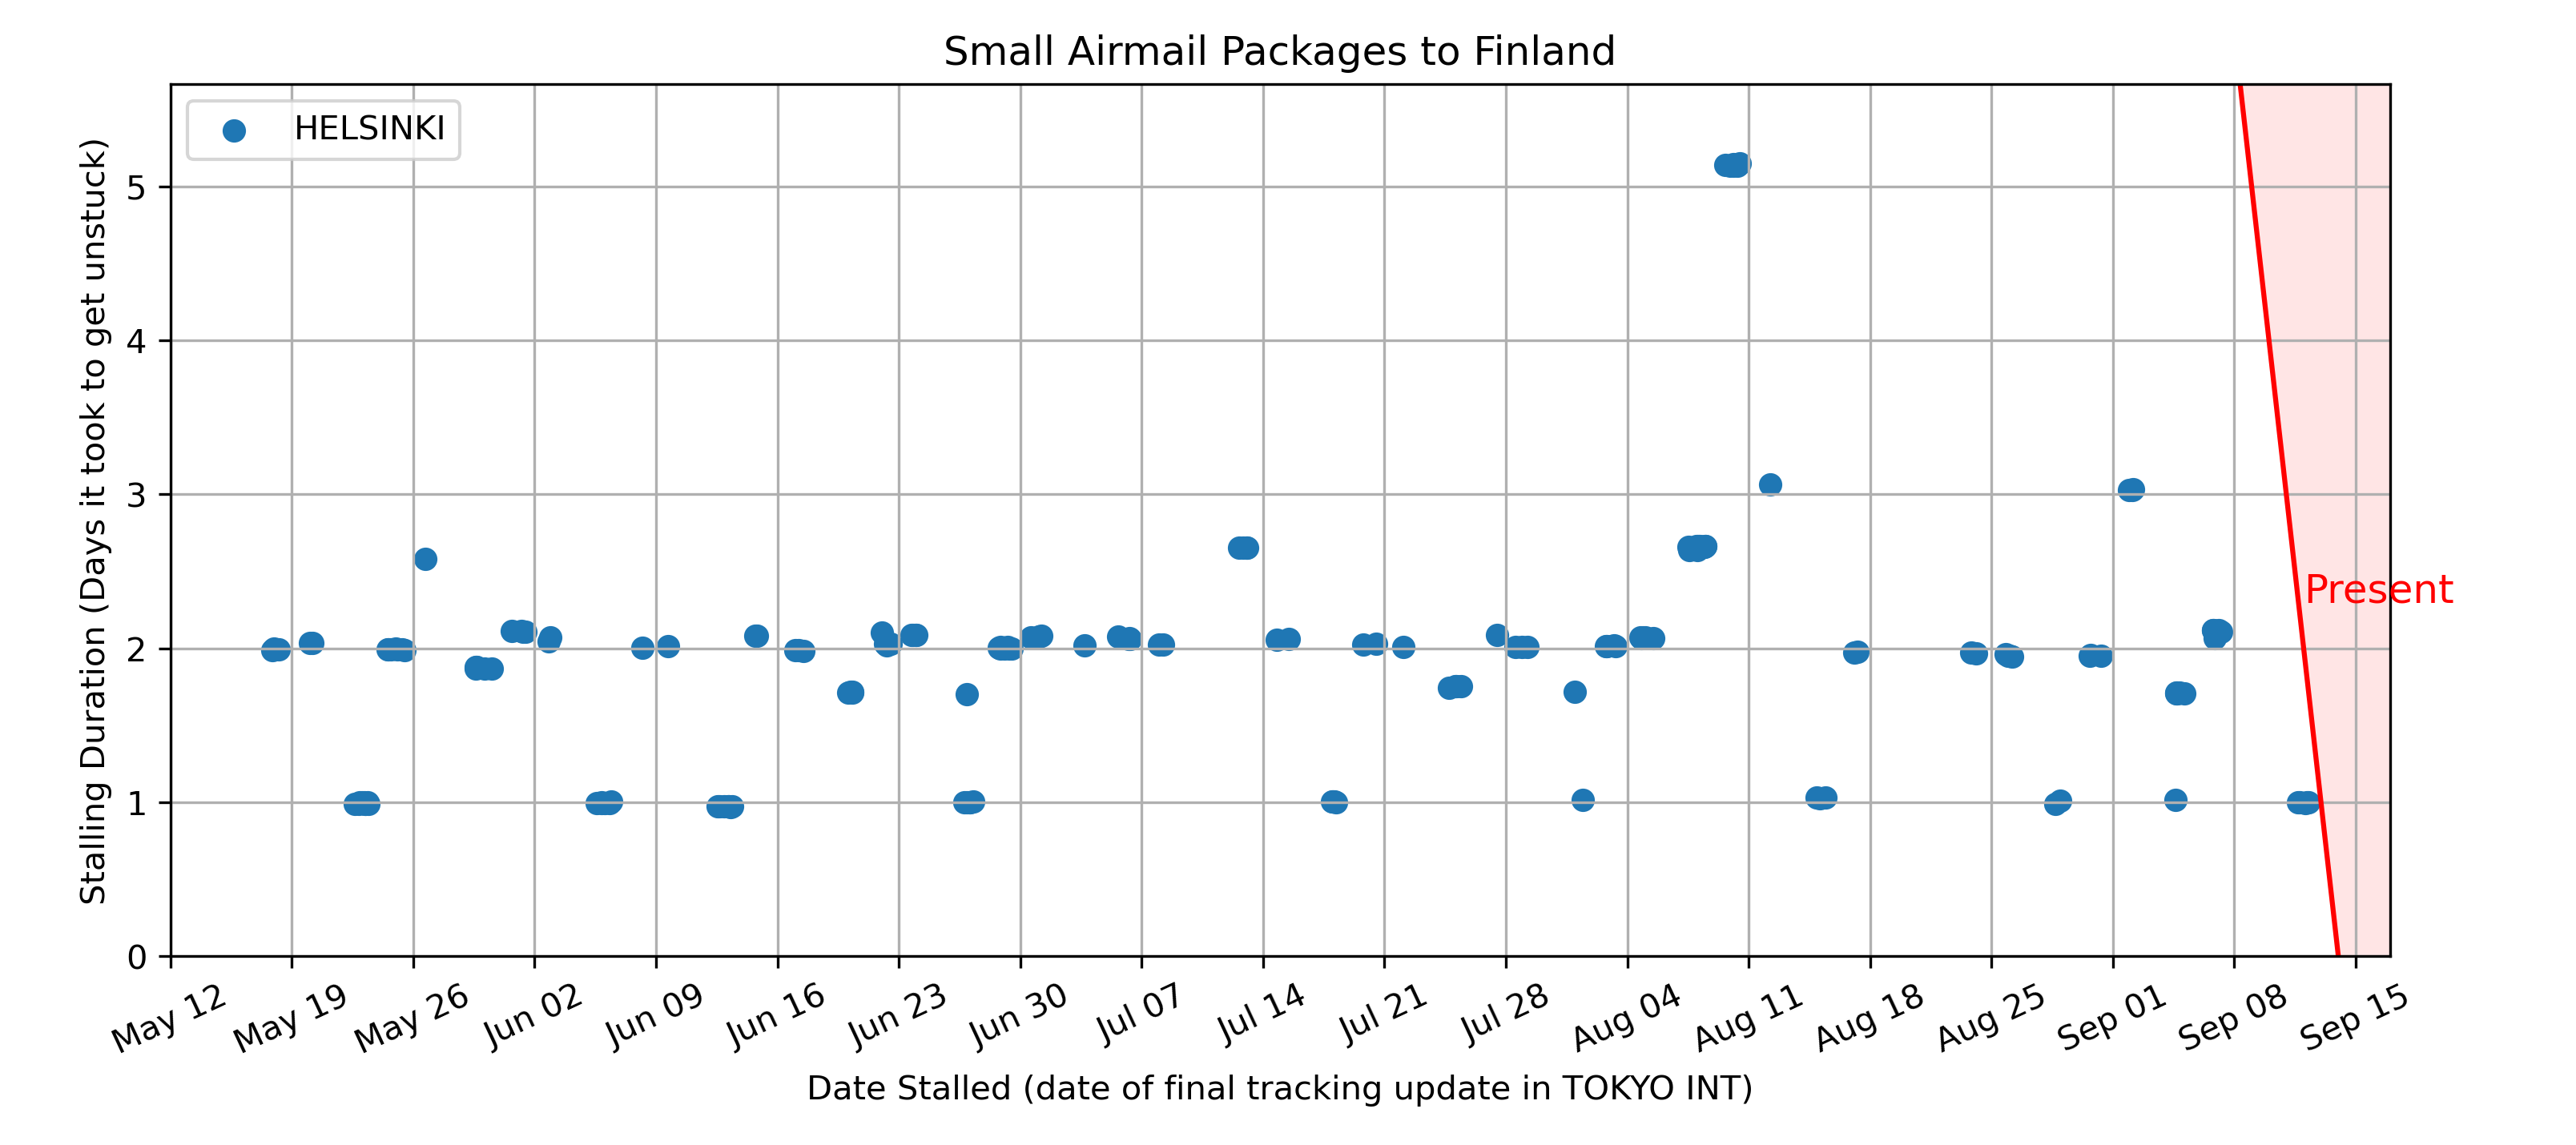 Small Airmail Packages to Finland
HELSINKI
Stalling Duration (Days it took to get unstuck)
5
4
3
2
1
0
Present
May 12
May 19
May 26
Jun 02
Jun 09
Jun 16
Jun 23
Jun 30
Jul 07
Jul 14
Jul 21
Jul 28
Aug 04
Aug 11
Aug 18
Aug 25
Sep 01
Sep 08
Sep 15
Date Stalled (date of final tracking update in TOKYO INT)